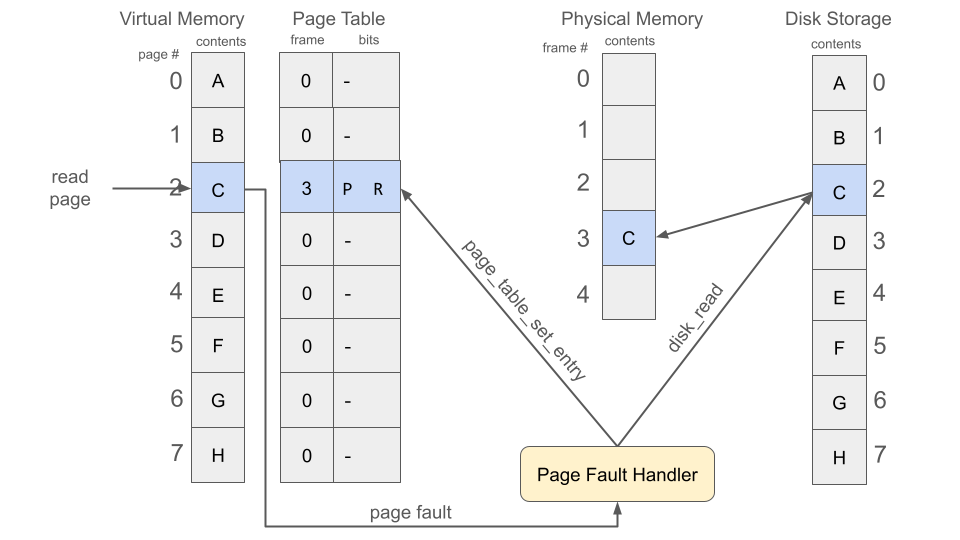 Virtual Memory Page Table Physical Memory Disk Storage
contents frame bits contents contents
page # frame #
0 A 0 - 0 A 0
1 B 0 - 1 B 1
read page 2 C 3 P R 2 C 2
3 D 0 - 3 C D 3
4 E 0 - 4 E 4
5 F 0 - F 5
6 G 0 - G 6
7 H 0 - H 7
page_table_set_entry
disk_read
Page Fault Handler
page fault